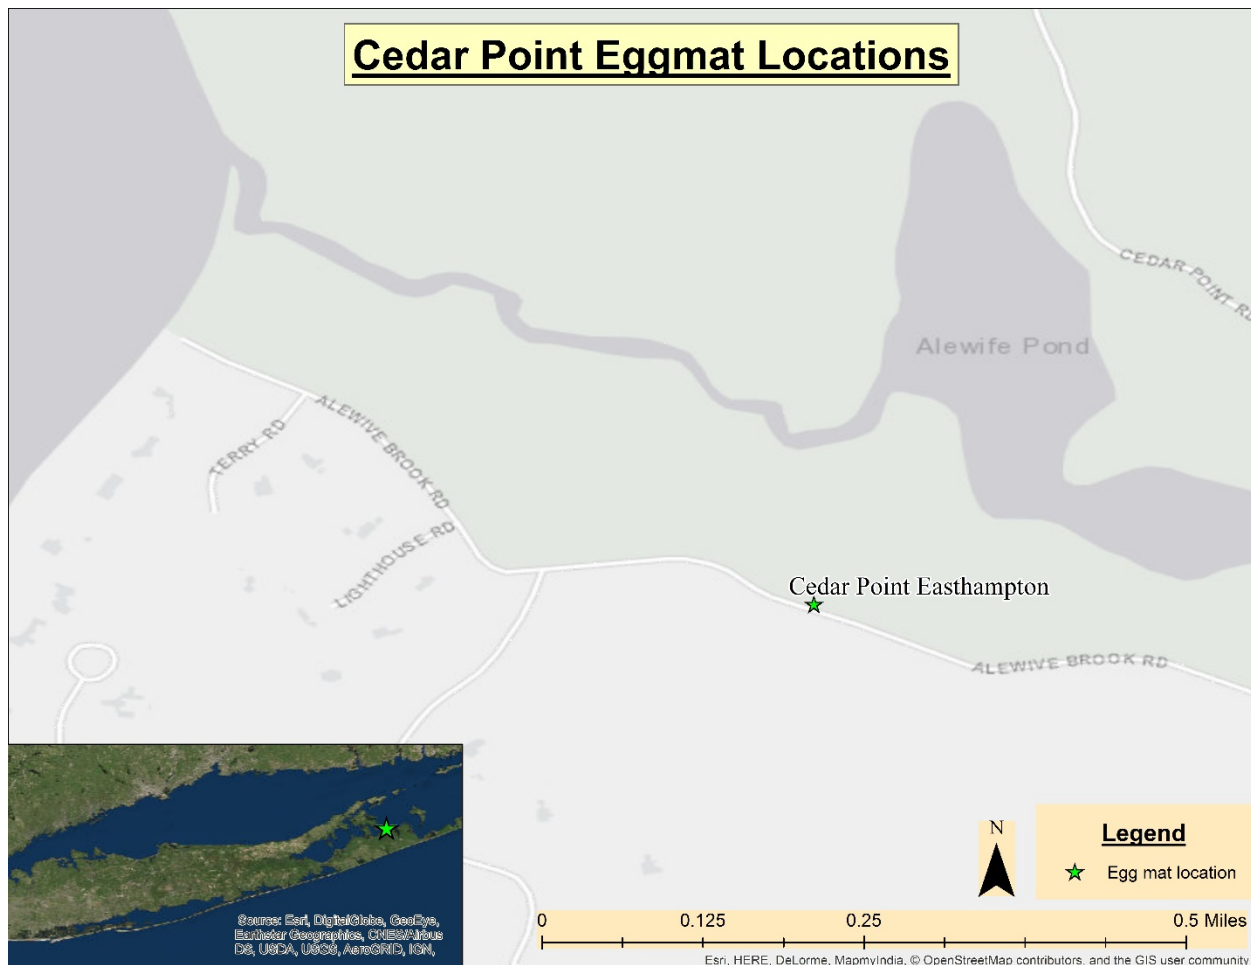 Cedar Point Eggmat Locations
CEDAR POINT RD
Alewife Pond
ALEWIVE BROOK RD
TERRY RD
LIGHTHOUSE RD
Cedar Point Easthampton
ALEWIVE BROOK RD
N
Legend
Egg mat location
Source: Esri, DigitalGlobe, GeoEye,
Earthstar Geographics, CNES/Airbus
DS, USDA, USGS, AeroGRID, IGN,
0 0.125 0.25 0.5 Miles
Esri, HERE, DeLorme, MapmyIndia, © OpenStreetMap contributors, and the GIS user community